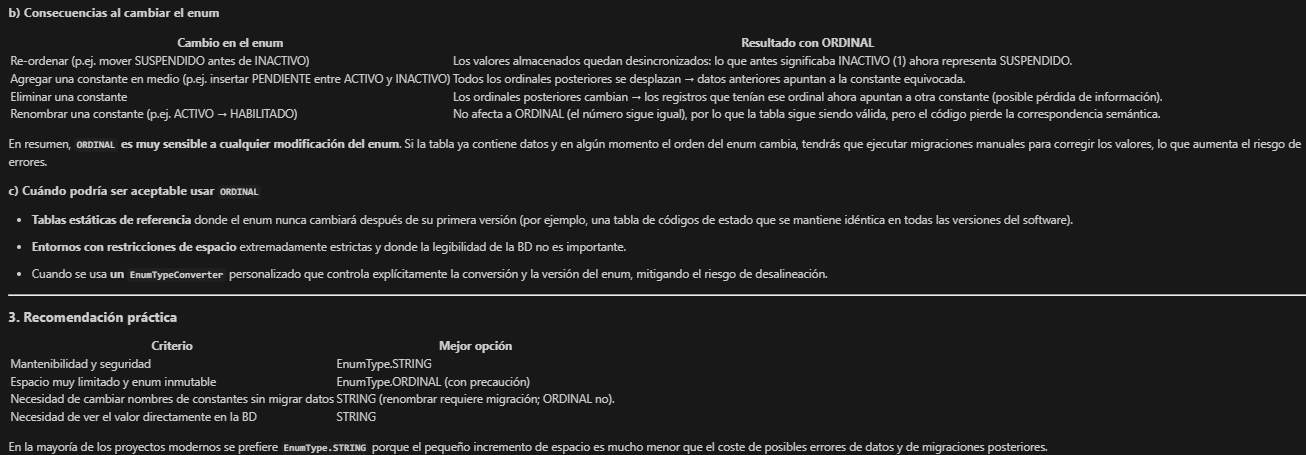 b) Consecuencias al cambiar el enum
Cambio en el enum Resultado con ORDINAL
Re-ordenar (p.ej. mover SUSPENDIDO antes de INACTIVO) Los valores almacenados quedan desincronizados: lo que antes significaba INACTIVO (1) ahora representa SUSPENDIDO.
Agregar una constante en medio (p.ej. insertar PENDIENTE entre ACTIVO y INACTIVO) Todos los ordinales posteriores se desplazan → datos anteriores apuntan a la constante equivocada.
Eliminar una constante Los ordinales posteriores cambian → los registros que tenían ese ordinal ahora apuntan a otra constante (posible pérdida de información).
Renombrar una constante (p.ej. ACTIVO → HABILITADO) No afecta a ORDINAL (el número sigue igual), por lo que la tabla sigue siendo válida, pero el código pierde la correspondencia semántica.
En resumen, ORDINAL es muy sensible a cualquier modificación del enum. Si la tabla ya contiene datos y en algún momento el orden del enum cambia, tendrás que ejecutar migraciones manuales para corregir los valores, lo que aumenta el riesgo de
errores.
c) Cuándo podría ser aceptable usar ORDINAL
• Tablas estáticas de referencia donde el enum nunca cambiará después de su primera versión (por ejemplo, una tabla de códigos de estado que se mantiene idéntica en todas las versiones del software).
• Entornos con restricciones de espacio extremadamente estrictas y donde la legibilidad de la BD no es importante.
• Cuando se usa un EnumTypeConverter personalizado que controla explícitamente la conversión y la versión del enum, mitigando el riesgo de desalineación.
3. Recomendación práctica
Criterio Mejor opción
Mantenibilidad y seguridad EnumType.STRING
Espacio muy limitado y enum inmutable EnumType.ORDINAL (con precaución)
Necesidad de cambiar nombres de constantes sin migrar datos STRING (renombrar requiere migración; ORDINAL no).
Necesidad de ver el valor directamente en la BD STRING
En la mayoría de los proyectos modernos se prefiere EnumType.STRING porque el pequeño incremento de espacio es mucho menor que el coste de posibles errores de datos y de migraciones posteriores.